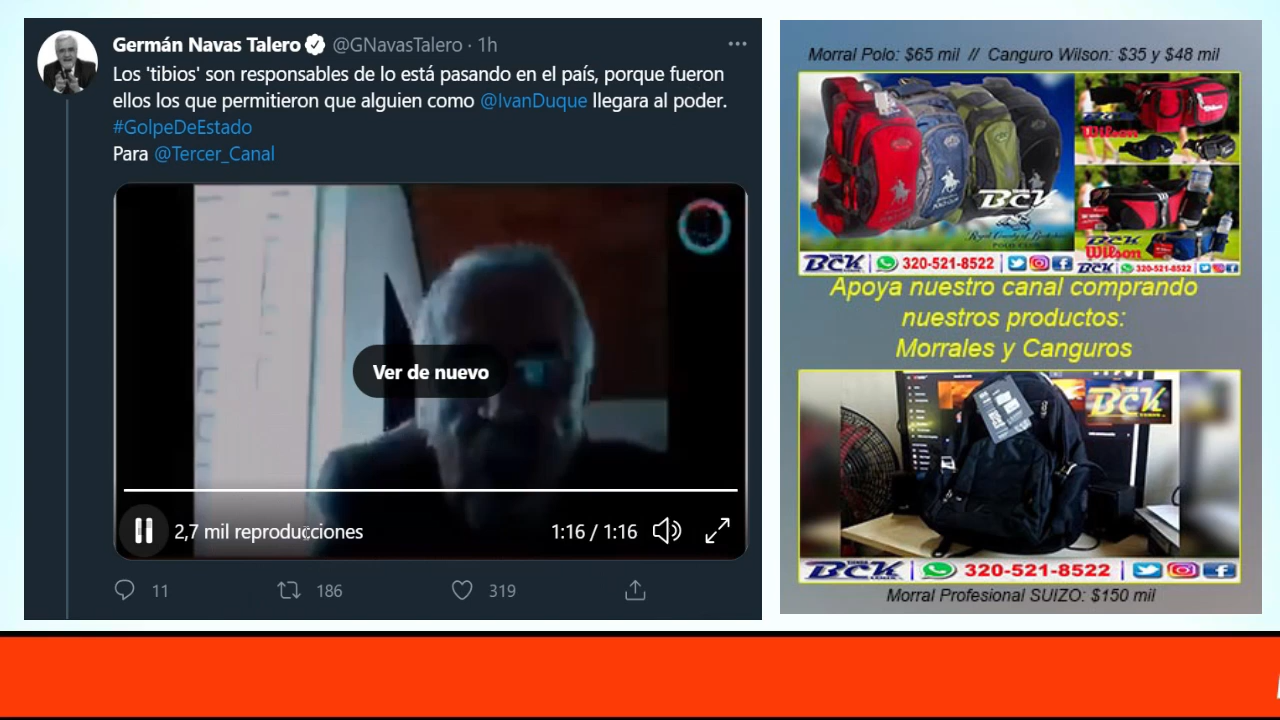 Germán Navas Talero @GNavasTalero · 1h
Los 'tibios' son responsables de lo está pasando en el país, porque fueron
ellos los que permitieron que alguien como @IvanDuque llegara al poder.
#GolpeDeEstado
Para @Tercer_Canal
Ver de nuevo
2,7 mil reproducciones
1:16 / 1:16
11
186
319
Morral Polo: $65 mil // Canguro Wilson: $35 y $48 mil
Wilson
BCK
POLO CLUB
BCK
Wilson
BCK
320-521-8522
BCK
320-521-8522
Apoya nuestro canal comprando
nuestros productos:
Morrales y Canguros
BCK
BCK
320-521-8522
Morral Profesional SUIZO: $150 mil